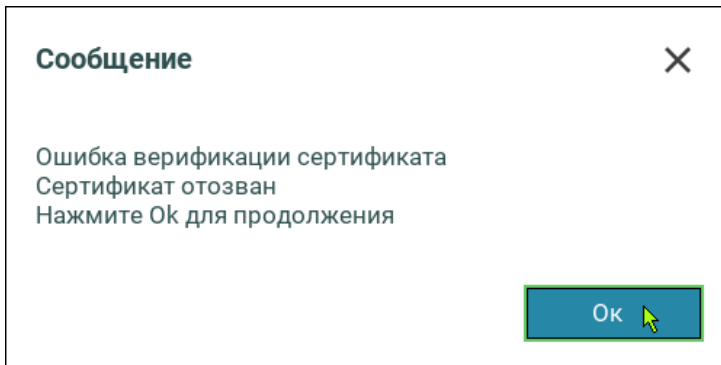 Сообщение
Ошибка верификации сертификата
Сертификат отозван
Нажмите Ok для продолжения
Ок